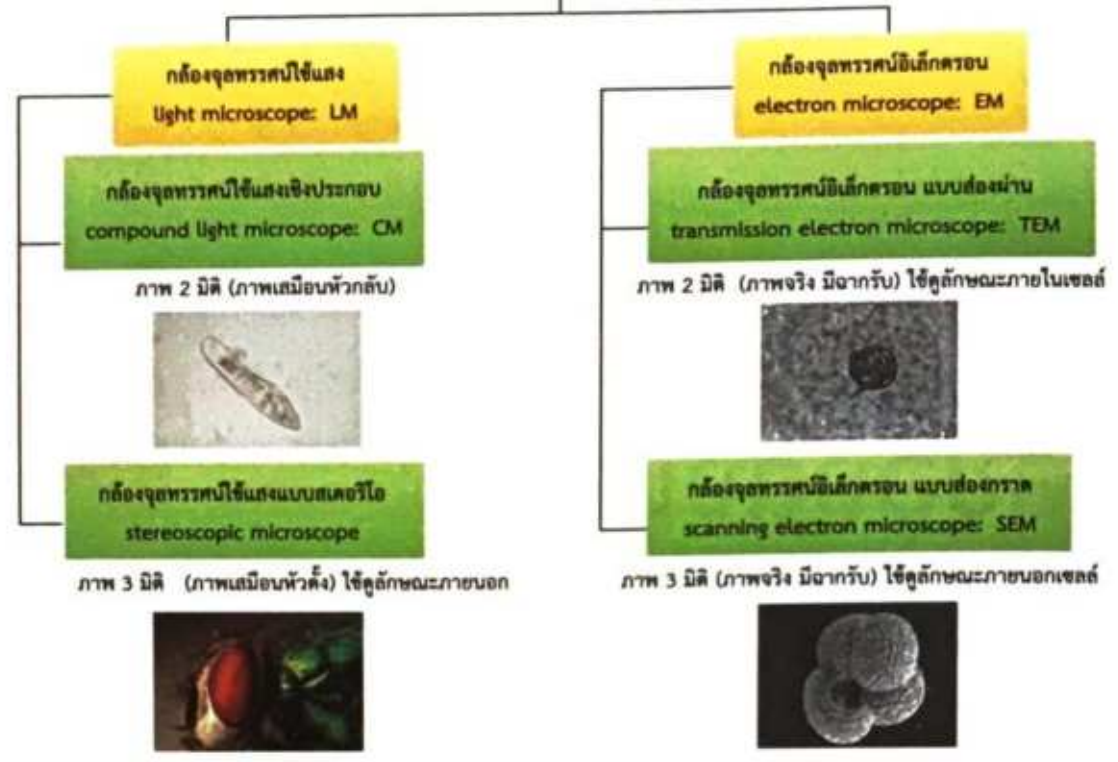 กล้องจุลทรรศน์ใช้แสง
light microscope: LM
กล้องจุลทรรศน์ใช้แสงเชิงประกอบ
compound light microscope: CM
ภาพ 2 มิติ (ภาพเสมือนหัวกลับ)
กล้องจุลทรรศน์ใช้แสงแบบสเตอริโอ
stereoscopic microscope
ภาพ 3 มิติ (ภาพเสมือนหัวตั้ง) ใช้ดูลักษณะภายนอก
กล้องจุลทรรศน์อิเล็กตรอน
electron microscope: EM
กล้องจุลทรรศน์อิเล็กตรอน แบบส่องผ่าน
transmission electron microscope: TEM
ภาพ 2 มิติ (ภาพจริง มีฉากรับ) ใช้ดูลักษณะภายในเซลล์
กล้องจุลทรรศน์อิเล็กตรอน แบบส่องกราด
scanning electron microscope: SEM
ภาพ 3 มิติ (ภาพจริง มีฉากรับ) ใช้ดูลักษณะภายนอกเซลล์